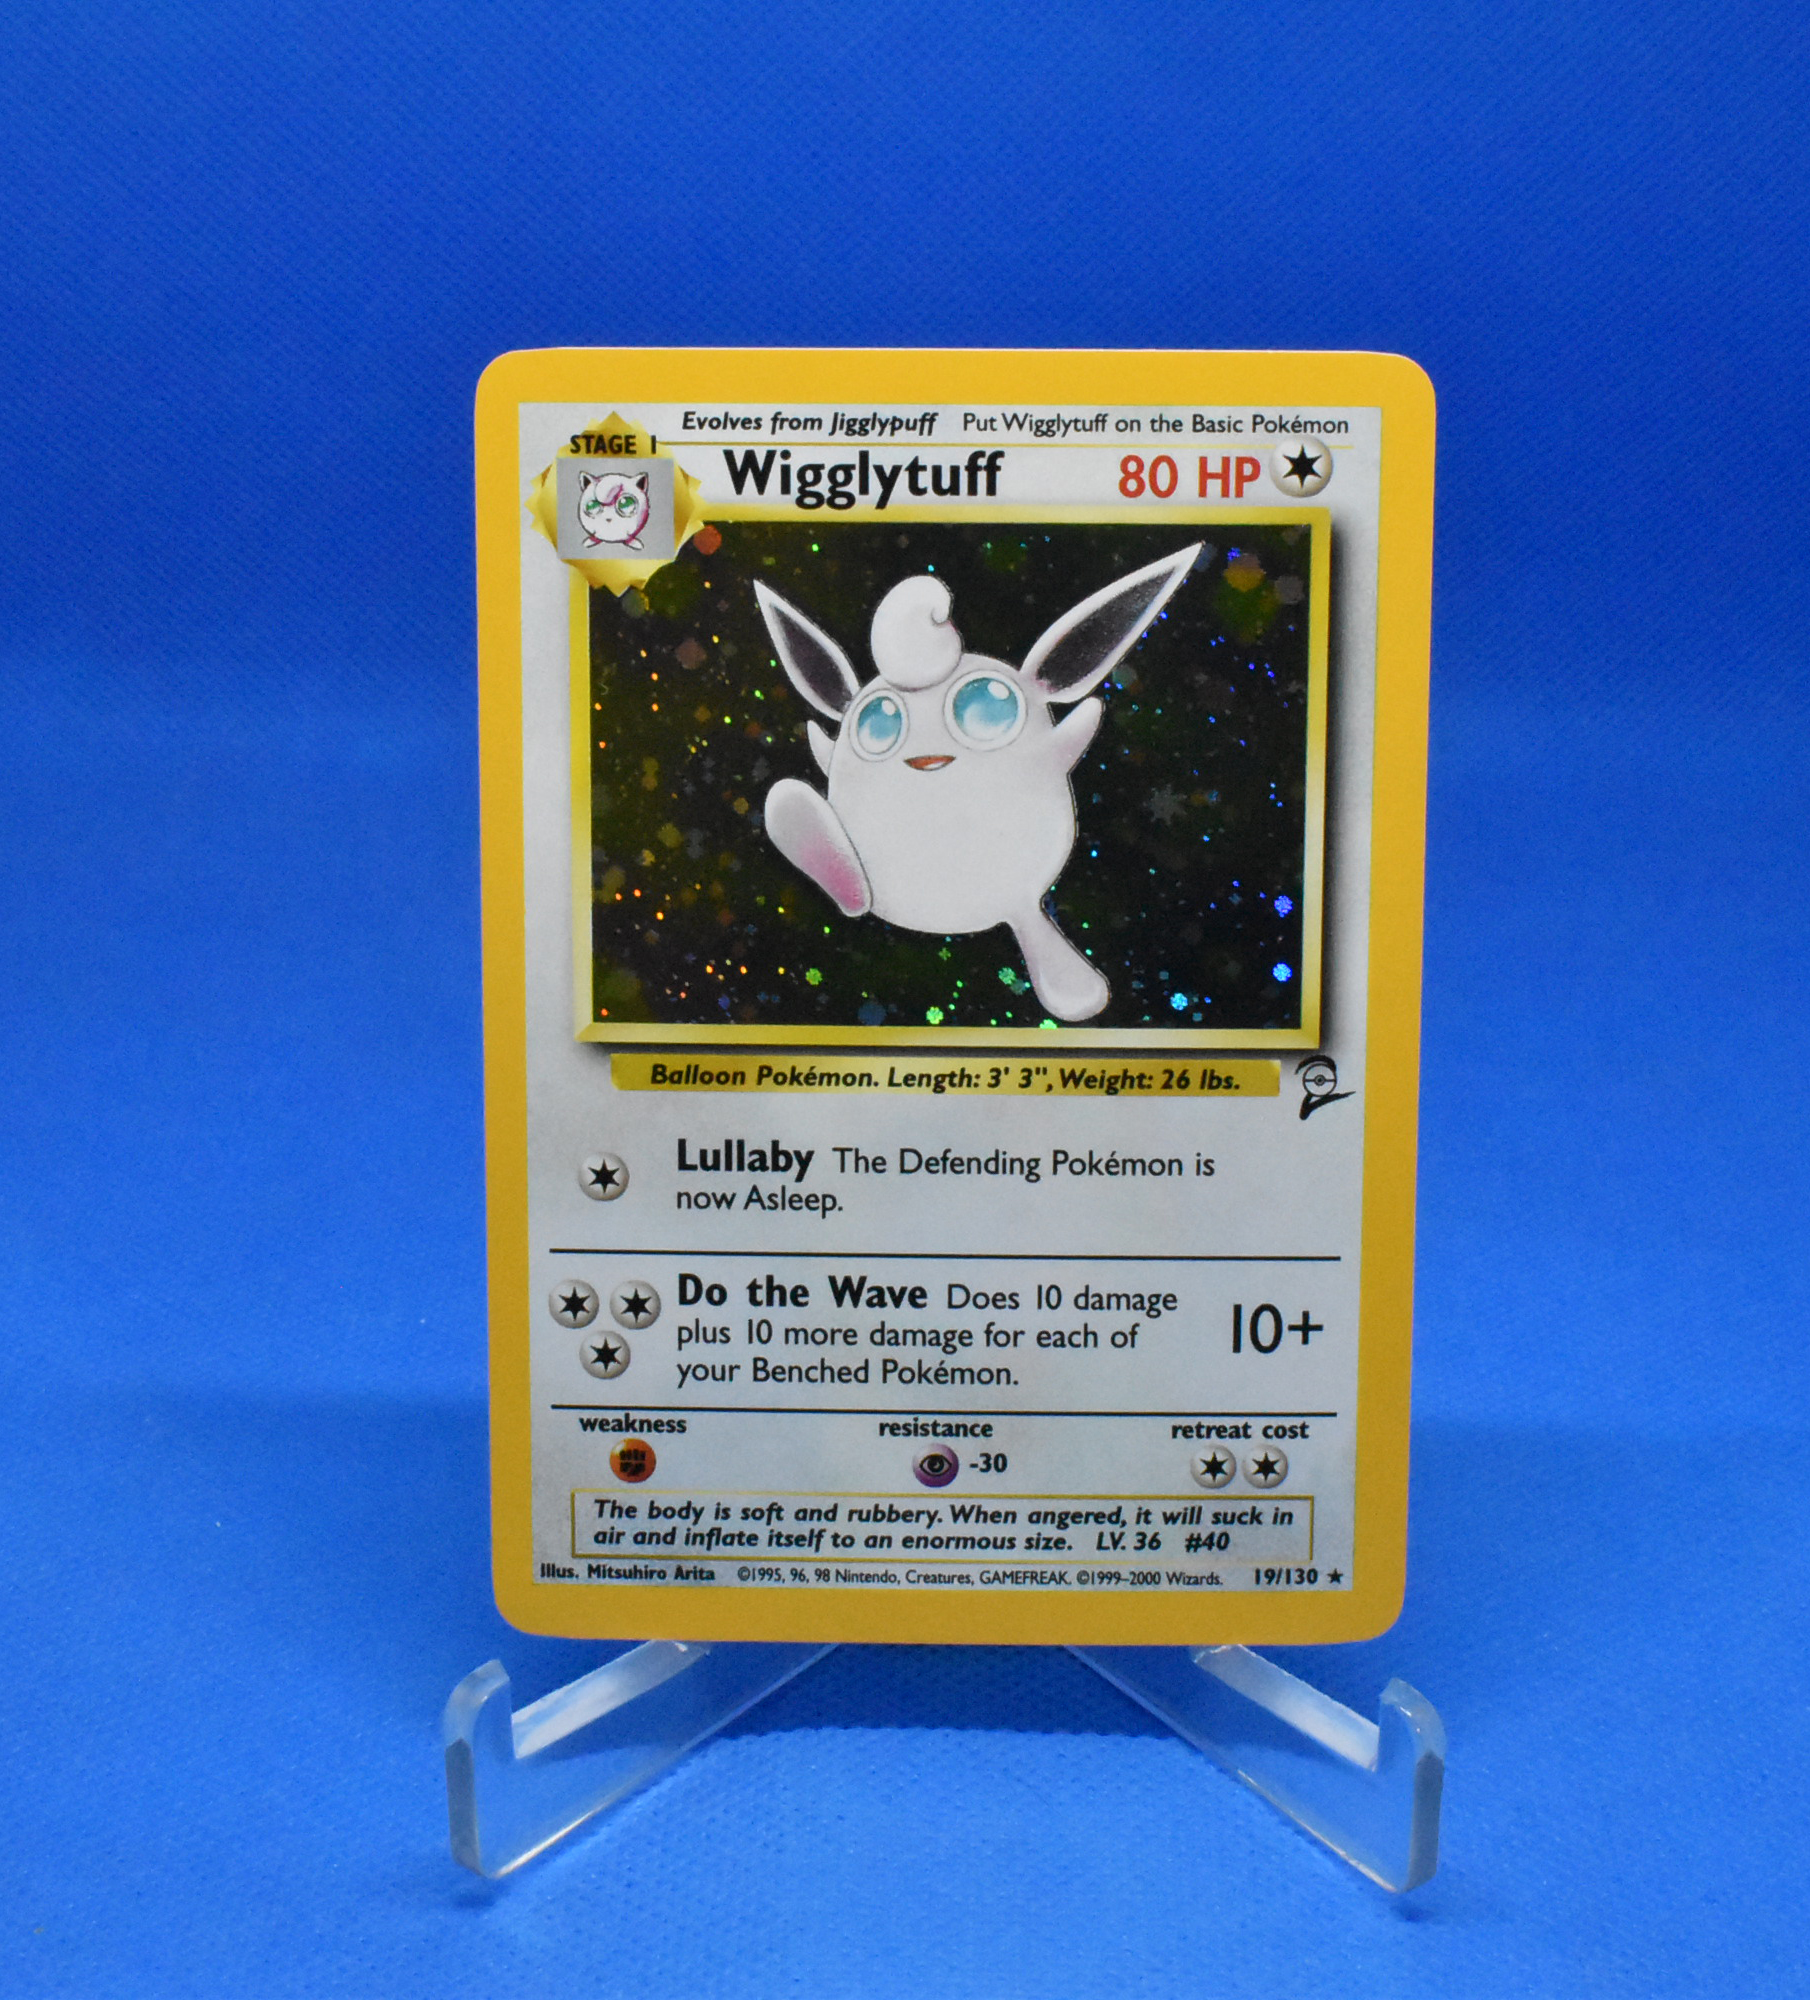 Evolves from Jigglypuff Put Wigglytuff on the Basic Pokémon
STAGE 1
Wigglytuff 80 HP
Balloon Pokémon. Length: 3' 3", Weight: 26 lbs.
Lullaby The Defending Pokémon is
now Asleep.
Do the Wave Does 10 damage
plus 10 more damage for each of
your Benched Pokémon.
10+
weakness resistance retreat cost
-30
The body is soft and rubbery. When angered, it will suck in
air and inflate itself to an enormous size. LV. 36 #40
Illus. Mitsuhiro Arita ©1995, 96, 98 Nintendo, Creatures, GAMEFREAK. ©1999–2000 Wizards. 19/130 ★